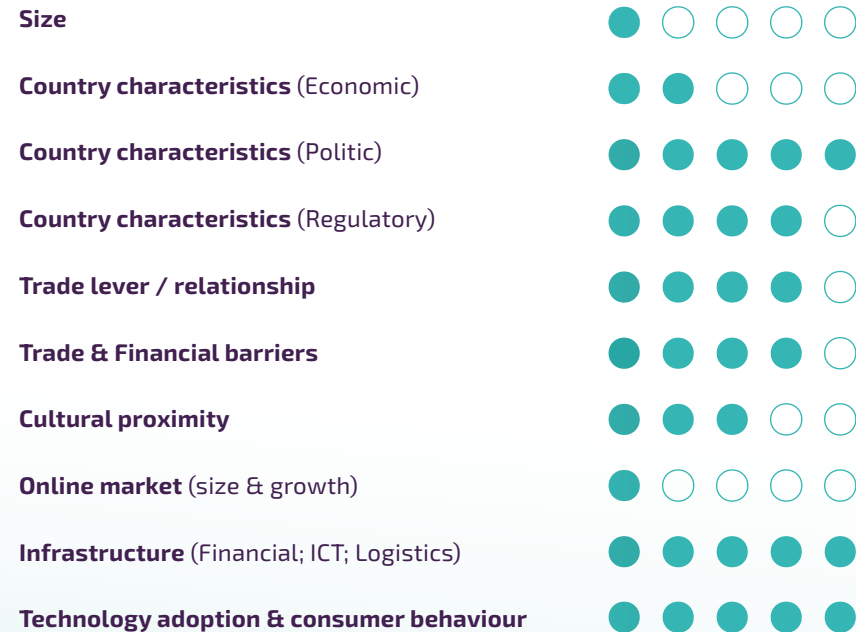 Size
Country characteristics (Economic)
Country characteristics (Politic)
Country characteristics (Regulatory)
Trade lever / relationship
Trade & Financial barriers
Cultural proximity
Online market (size & growth)
Infrastructure (Financial; ICT; Logistics)
Technology adoption & consumer behaviour